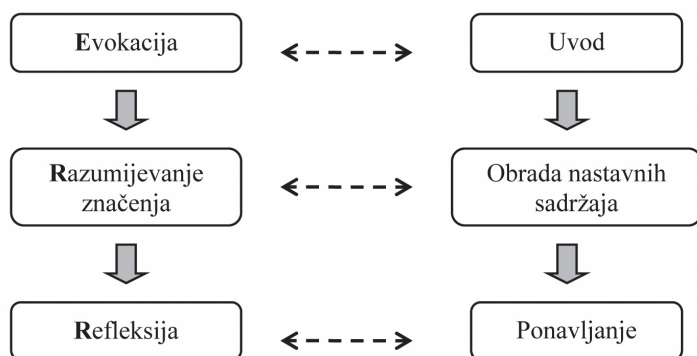 Evokacija
Uvod
Razumijevanje
značenja
Obrada nastavnih
sadržaja
Refleksija
Ponavljanje